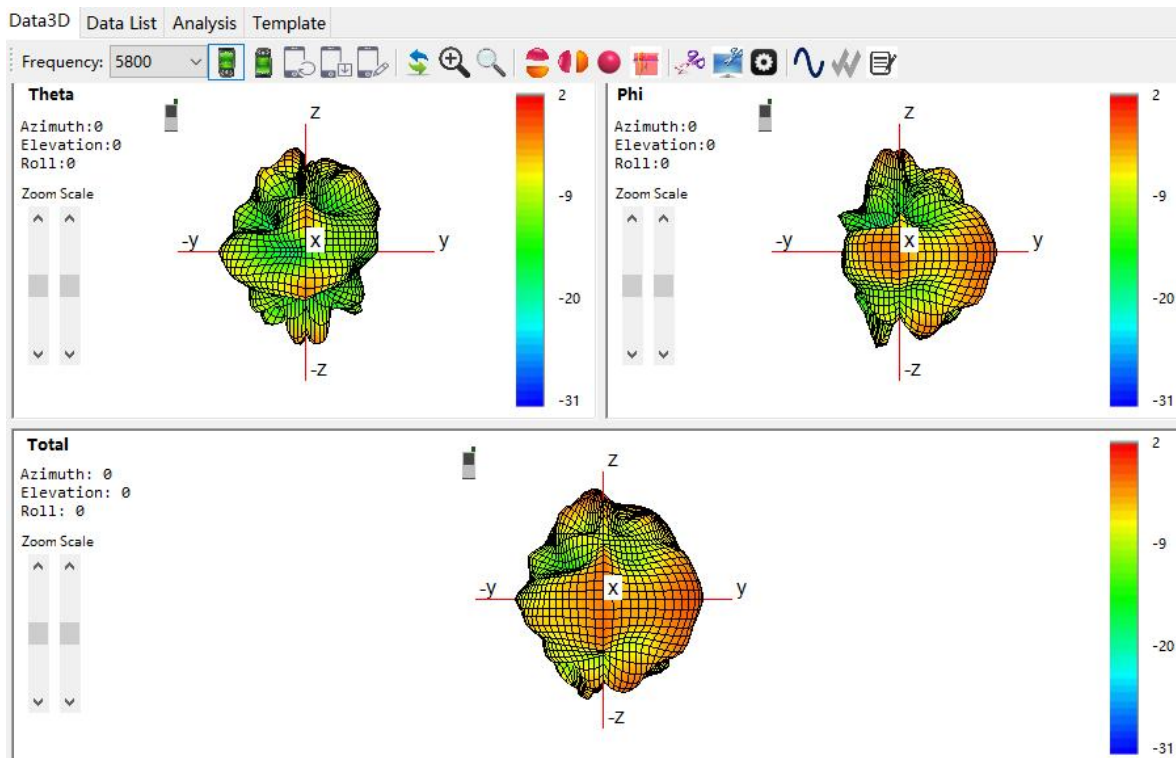 Data3D Data List Analysis Template
Frequency: 5800
Theta
Azimuth:0
Elevation:0
Roll:0
Zoom Scale
z
-y
x
y
-z
2
-9
-20
-31
Phi
Azimuth:0
Elevation:0
Roll:0
Zoom Scale
z
-y
x
y
-z
2
-9
-20
-31
Total
Azimuth: 0
Elevation: 0
Roll: 0
Zoom Scale
z
-y
x
y
-z
2
-9
-20
-31